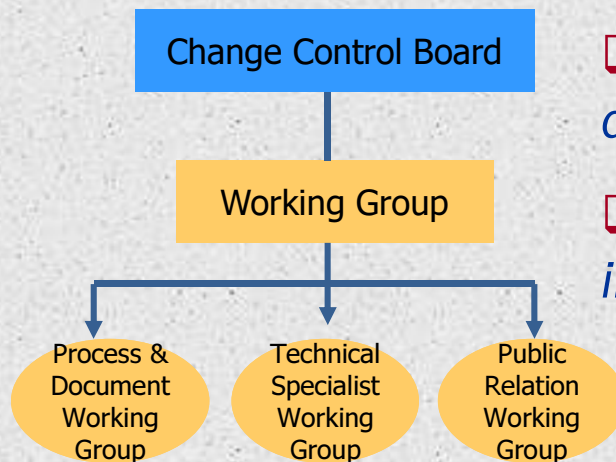 Change Control Board
Working Group
Process &
Document
Working
Group
Technical
Specialist
Working
Group
Public
Relation
Working
Group